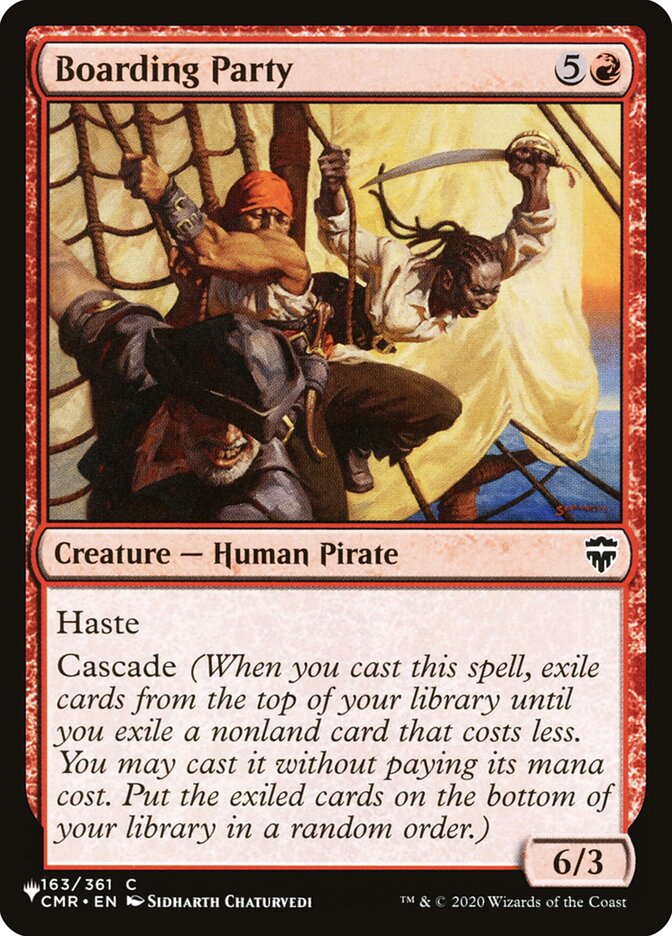 Boarding Party 5
Creature — Human Pirate
Haste
Cascade (When you cast this spell, exile
cards from the top of your library until
you exile a nonland card that costs less.
You may cast it without paying its mana
cost. Put the exiled cards on the bottom of
your library in a random order.)
6/3
163/361 C
CMR • EN Sidharth Chaturvedi
™ & © 2020 Wizards of the Coast